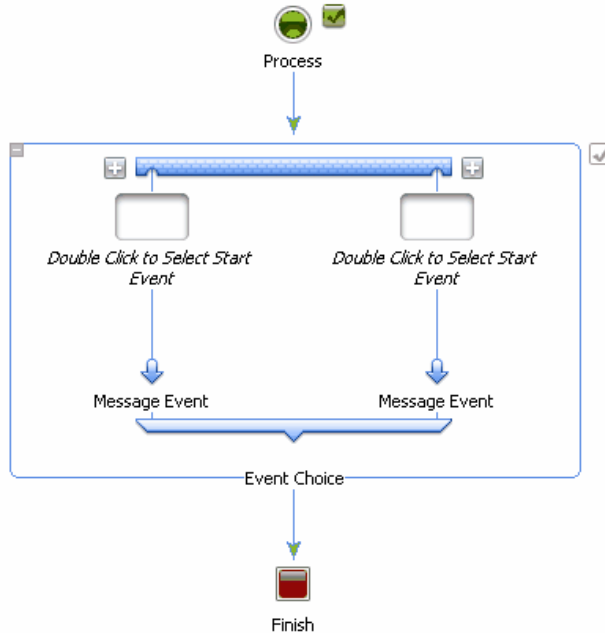 Process
Double Click to Select Start
Event
Double Click to Select Start
Event
Message Event
Message Event
Event Choice
Finish